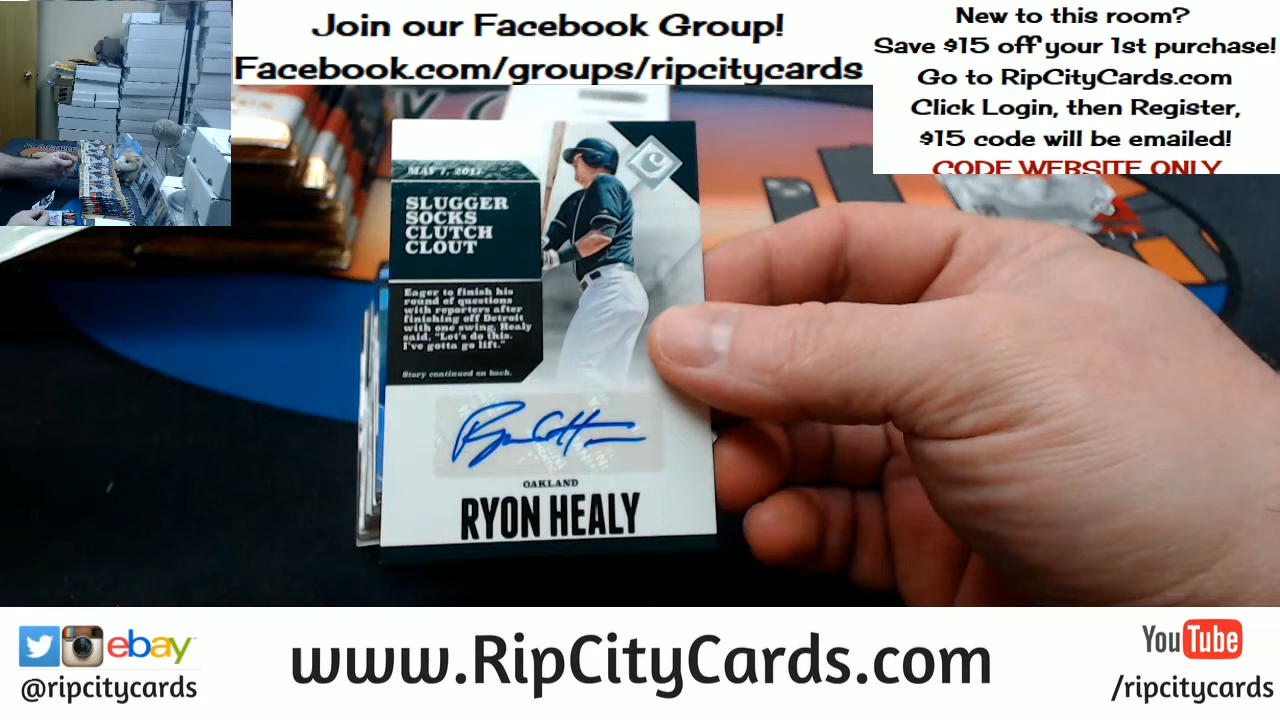 Join our Facebook Group!
Facebook.com/groups/ripcitycards
New to this room?
Save $15 off your 1st purchase!
Go to RipCityCards.com
Click Login, then Register,
$15 code will be emailed!
CODE WEBSITE ONLY
MAY 7, 2017
SLUGGER
SOCKS
CLUTCH
CLOUT
Eager to finish his
round of questions
with reporters after
finishing off Detroit
with one swing, Healy
said, "Let's do this.
I've gotta go lift."
Story continued on back.
OAKLAND
RYON HEALY
ebay
@ripcitycards
www.RipCityCards.com
YouTube
/ripcitycards